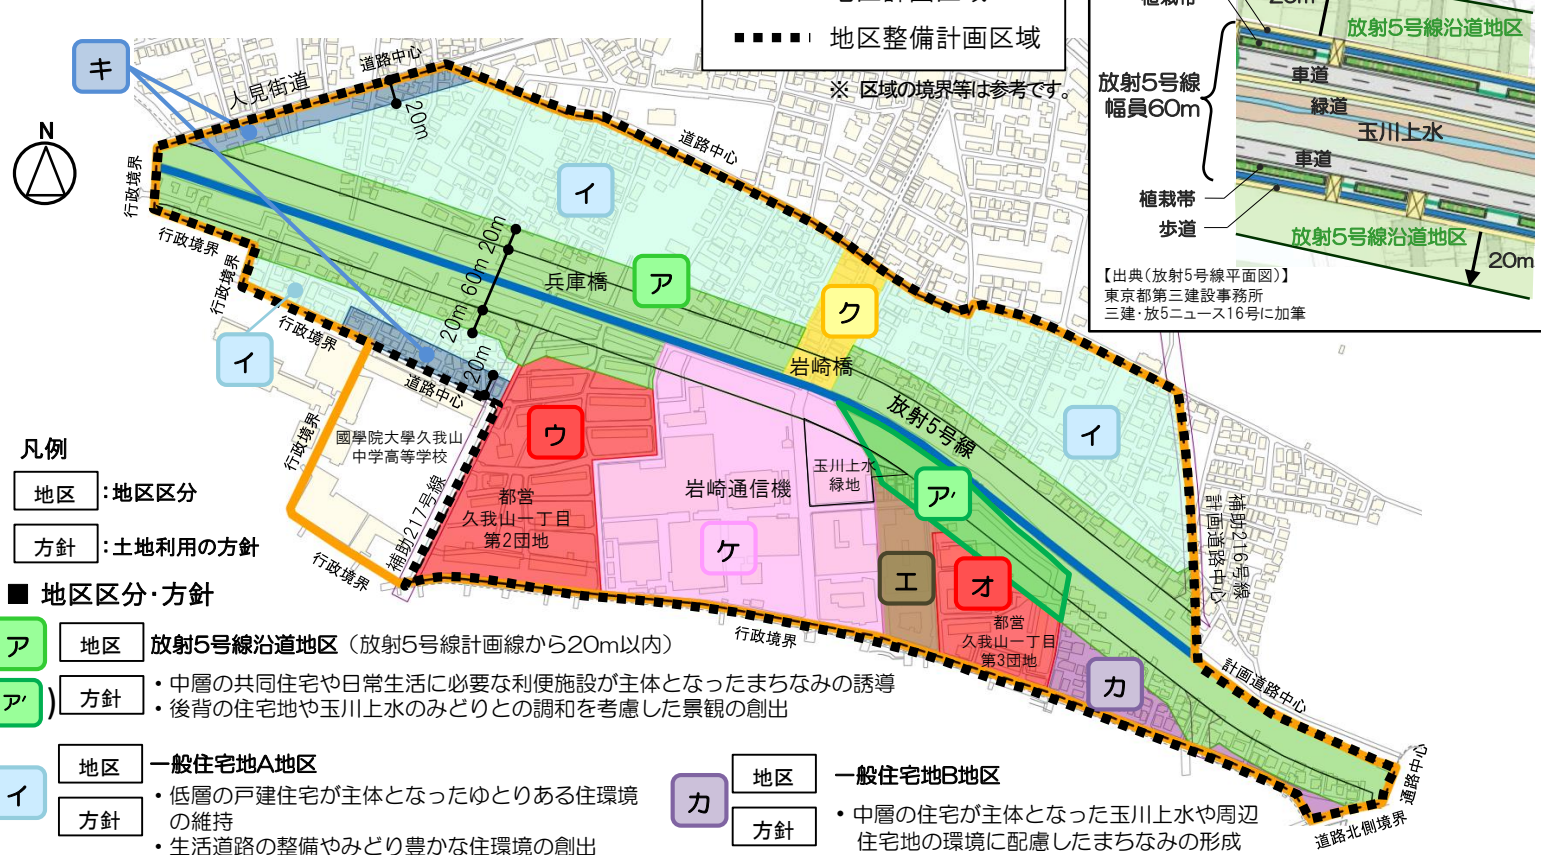 地区整備計画区域
※ 区域の境界等は参考です。
植栽帯
20m
放射5号線沿道地区
放射5号線
幅員60m
車道
緑道
玉川上水
車道
植栽帯
歩道
放射5号線沿道地区
20m
【出典(放射5号線平面図)】
東京都第三建設事務所
三建・放5ニュース16号に加筆
キ
人見街道
道路中心
20m
道路中心
N
行政境界
行政境界
行政境界
行政境界
イ
イ
20m
60m
20m
兵庫橋
ア
ク
岩崎橋
放射5号線
イ
20m
道路中心
國學院大學久我山
中学高等学校
行政境界
行政境界
補助217号線
ウ
都営
久我山一丁目
第2団地
岩崎通信機
ケ
玉川上水
緑地
ア'
エ
オ
都営
久我山一丁目
第3団地
カ
行政境界
補助216号線
計画道路中心
計画道路中心
通路中心
道路北側境界
凡例
地区 :地区区分
方針 :土地利用の方針
■ 地区区分・方針
ア 地区 放射5号線沿道地区(放射5号線計画線から20m以内)
ア') 方針 ・中層の共同住宅や日常生活に必要な利便施設が主体となったまちなみの誘導
・後背の住宅地や玉川上水のみどりとの調和を考慮した景観の創出
イ 地区 一般住宅地A地区
方針 ・低層の戸建住宅が主体となったゆとりある住環境
の維持
・生活道路の整備やみどり豊かな住環境の創出
カ 地区 一般住宅地B地区
方針 ・中層の住宅が主体となった玉川上水や周辺
住宅地の環境に配慮したまちなみの形成